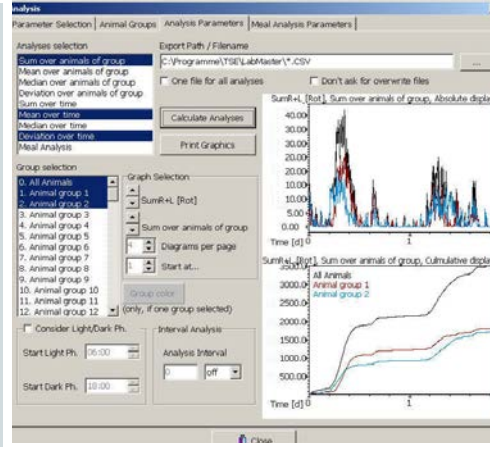 Analysis
Parameter Selection Animal Groups Analysis Parameters Meal Analysis Parameters
Analyses selection
Sum over animals of group
Mean over animals of group
Median over animals of group
Deviation over animals of group
Sum over time
Mean over time
Median over time
Deviation over time
Meal Analysis
Export Path / Filename
C:\Programme\TSE\LabMaster\*.CSV
...
One file for all analyses
Don't ask for overwrite files
Calculate Analyses
Print Graphics
Group selection
0. All Animals
1. Animal group 1
2. Animal group 2
3. Animal group 3
4. Animal group 4
5. Animal group 5
6. Animal group 6
7. Animal group 7
8. Animal group 8
9. Animal group 9
10. Animal group 10
11. Animal group 11
12. Animal group 12
Graph Selection
SumR+L [Rot]
Sum over animals of group
4 Diagrams per page
1 Start at...
Group color
(only, if one group selected)
Consider Light/Dark Ph.
Start Light Ph. 06:00
Start Dark Ph. 18:00
Interval Analysis
Analysis Interval
0 off
SumR+L [Rot], Sum over animals of group, Absolute displa
40.00
35.00
30.00
25.00
20.00
15.00
10.00
5.00
0.00
Time [d] 0 1
SumR+L [Rot], Sum over animals of group, Culmulative displa
3500.0
3000.0
2500.0
2000.0
1500.0
1000.0
500.00
All Animals
Animal group 1
Animal group 2
Time [d] 0 1
Close